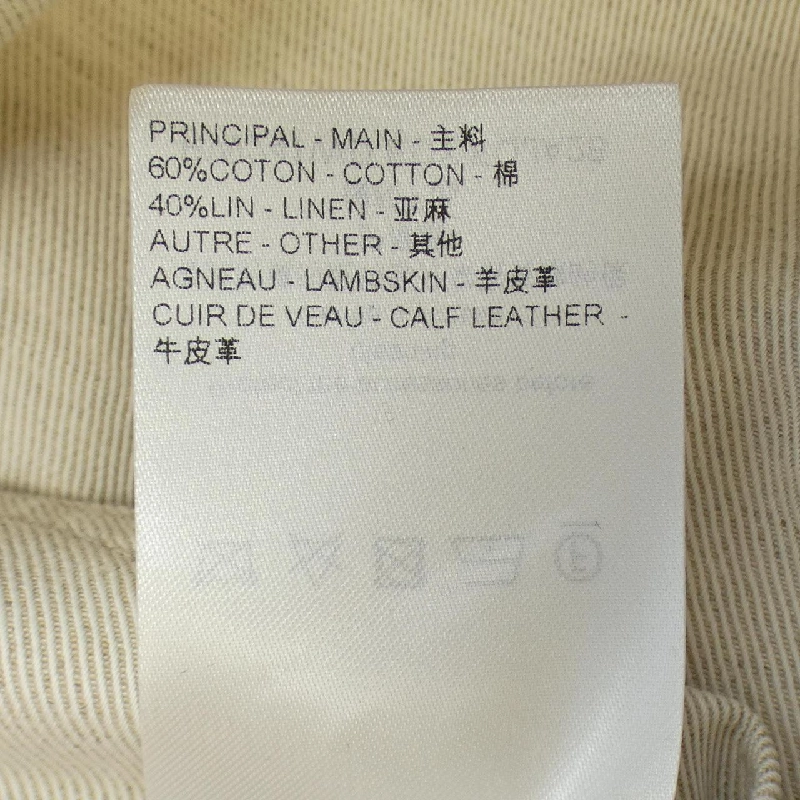 PRINCIPAL - MAIN - 主料
60%COTON - COTTON - 棉
40%LIN - LINEN - 亚麻
AUTRE - OTHER - 其他
AGNEAU - LAMBSKIN - 羊皮革
CUIR DE VEAU - CALF LEATHER -
牛皮革